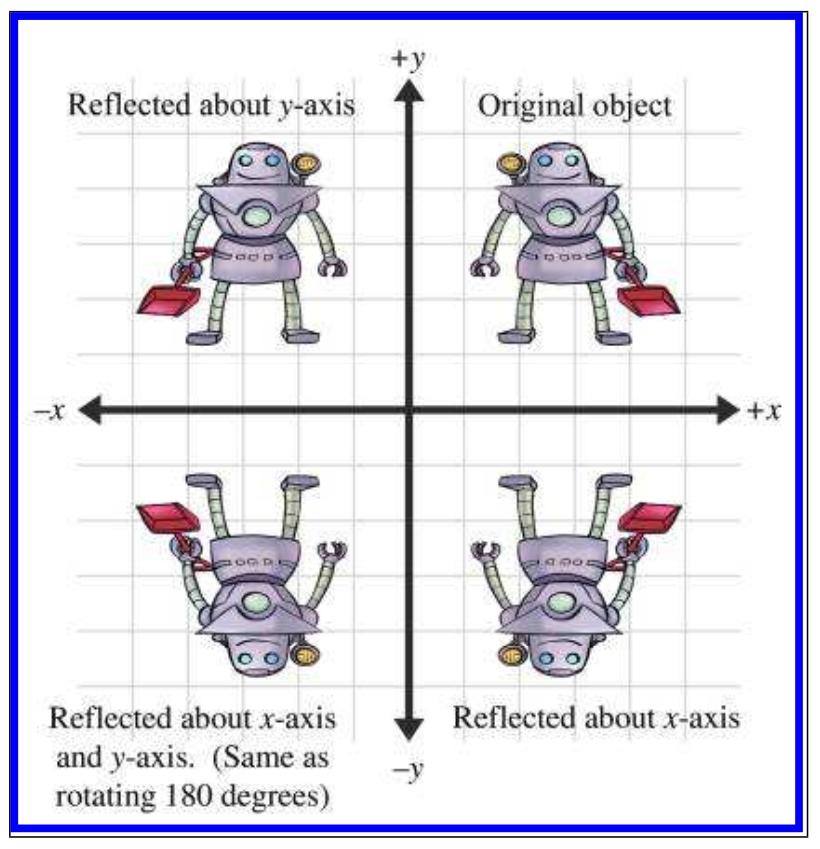 +y
Reflected about y-axis
Original object
–x
+x
Reflected about x-axis
and y-axis. (Same as
rotating 180 degrees)
Reflected about x-axis
–y